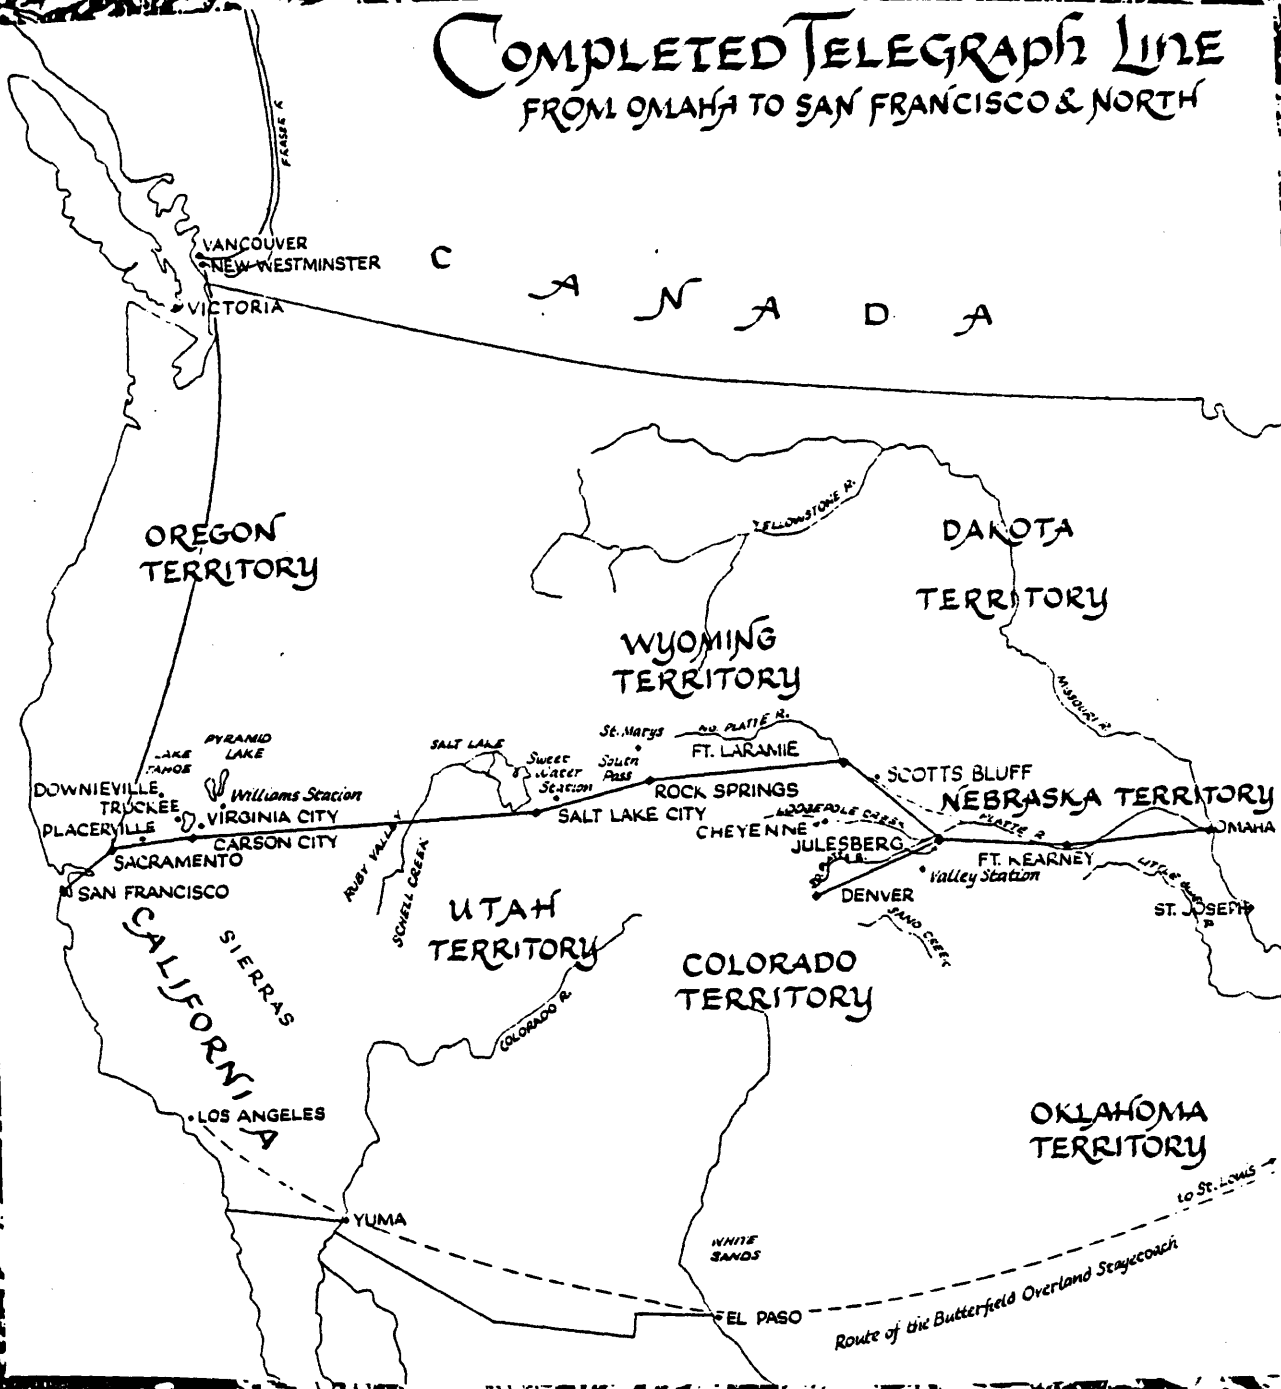 COMPLETED TELEGRAPH LINE
FROM OMAHA TO SAN FRANCISCO & NORTH
FRASER R.
VANCOUVER
NEW WESTMINSTER
VICTORIA
CANADA
OREGON
TERRITORY
YELLOWSTONE R.
DAKOTA
TERRITORY
WYOMING
TERRITORY
MISSOURI R.
PYRAMID
LAKE
LAKE
TAHOE
SALT LAKE
St. Marys
NO. PLATTE R.
FT. LARAMIE
Sweet
Water
Station
South
Pass
SCOTTS BLUFF
DOWNIEVILLE
TRUCKEE
Williams Station
ROCK SPRINGS
NEBRASKA TERRITORY
VIRGINIA CITY
PLACERVILLE
CARSON CITY
SALT LAKE CITY
LODGEPOLE CREEK
CHEYENNE
PLATTE R.
OMAHA
JULESBERG
SACRAMENTO
FT. KEARNEY
RUBY VALLEY
SCHELL CREEK
Valley Station
SAN FRANCISCO
DENVER
LITTLE
ST. JOSEPH
SAND CREEK
CALIFORNIA
SIERRAS
UTAH
TERRITORY
COLORADO
TERRITORY
COLORADO R.
LOS ANGELES
OKLAHOMA
TERRITORY
to St. Louis
YUMA
WHITE
SANDS
EL PASO
Route of the Butterfield Overland Stagecoach